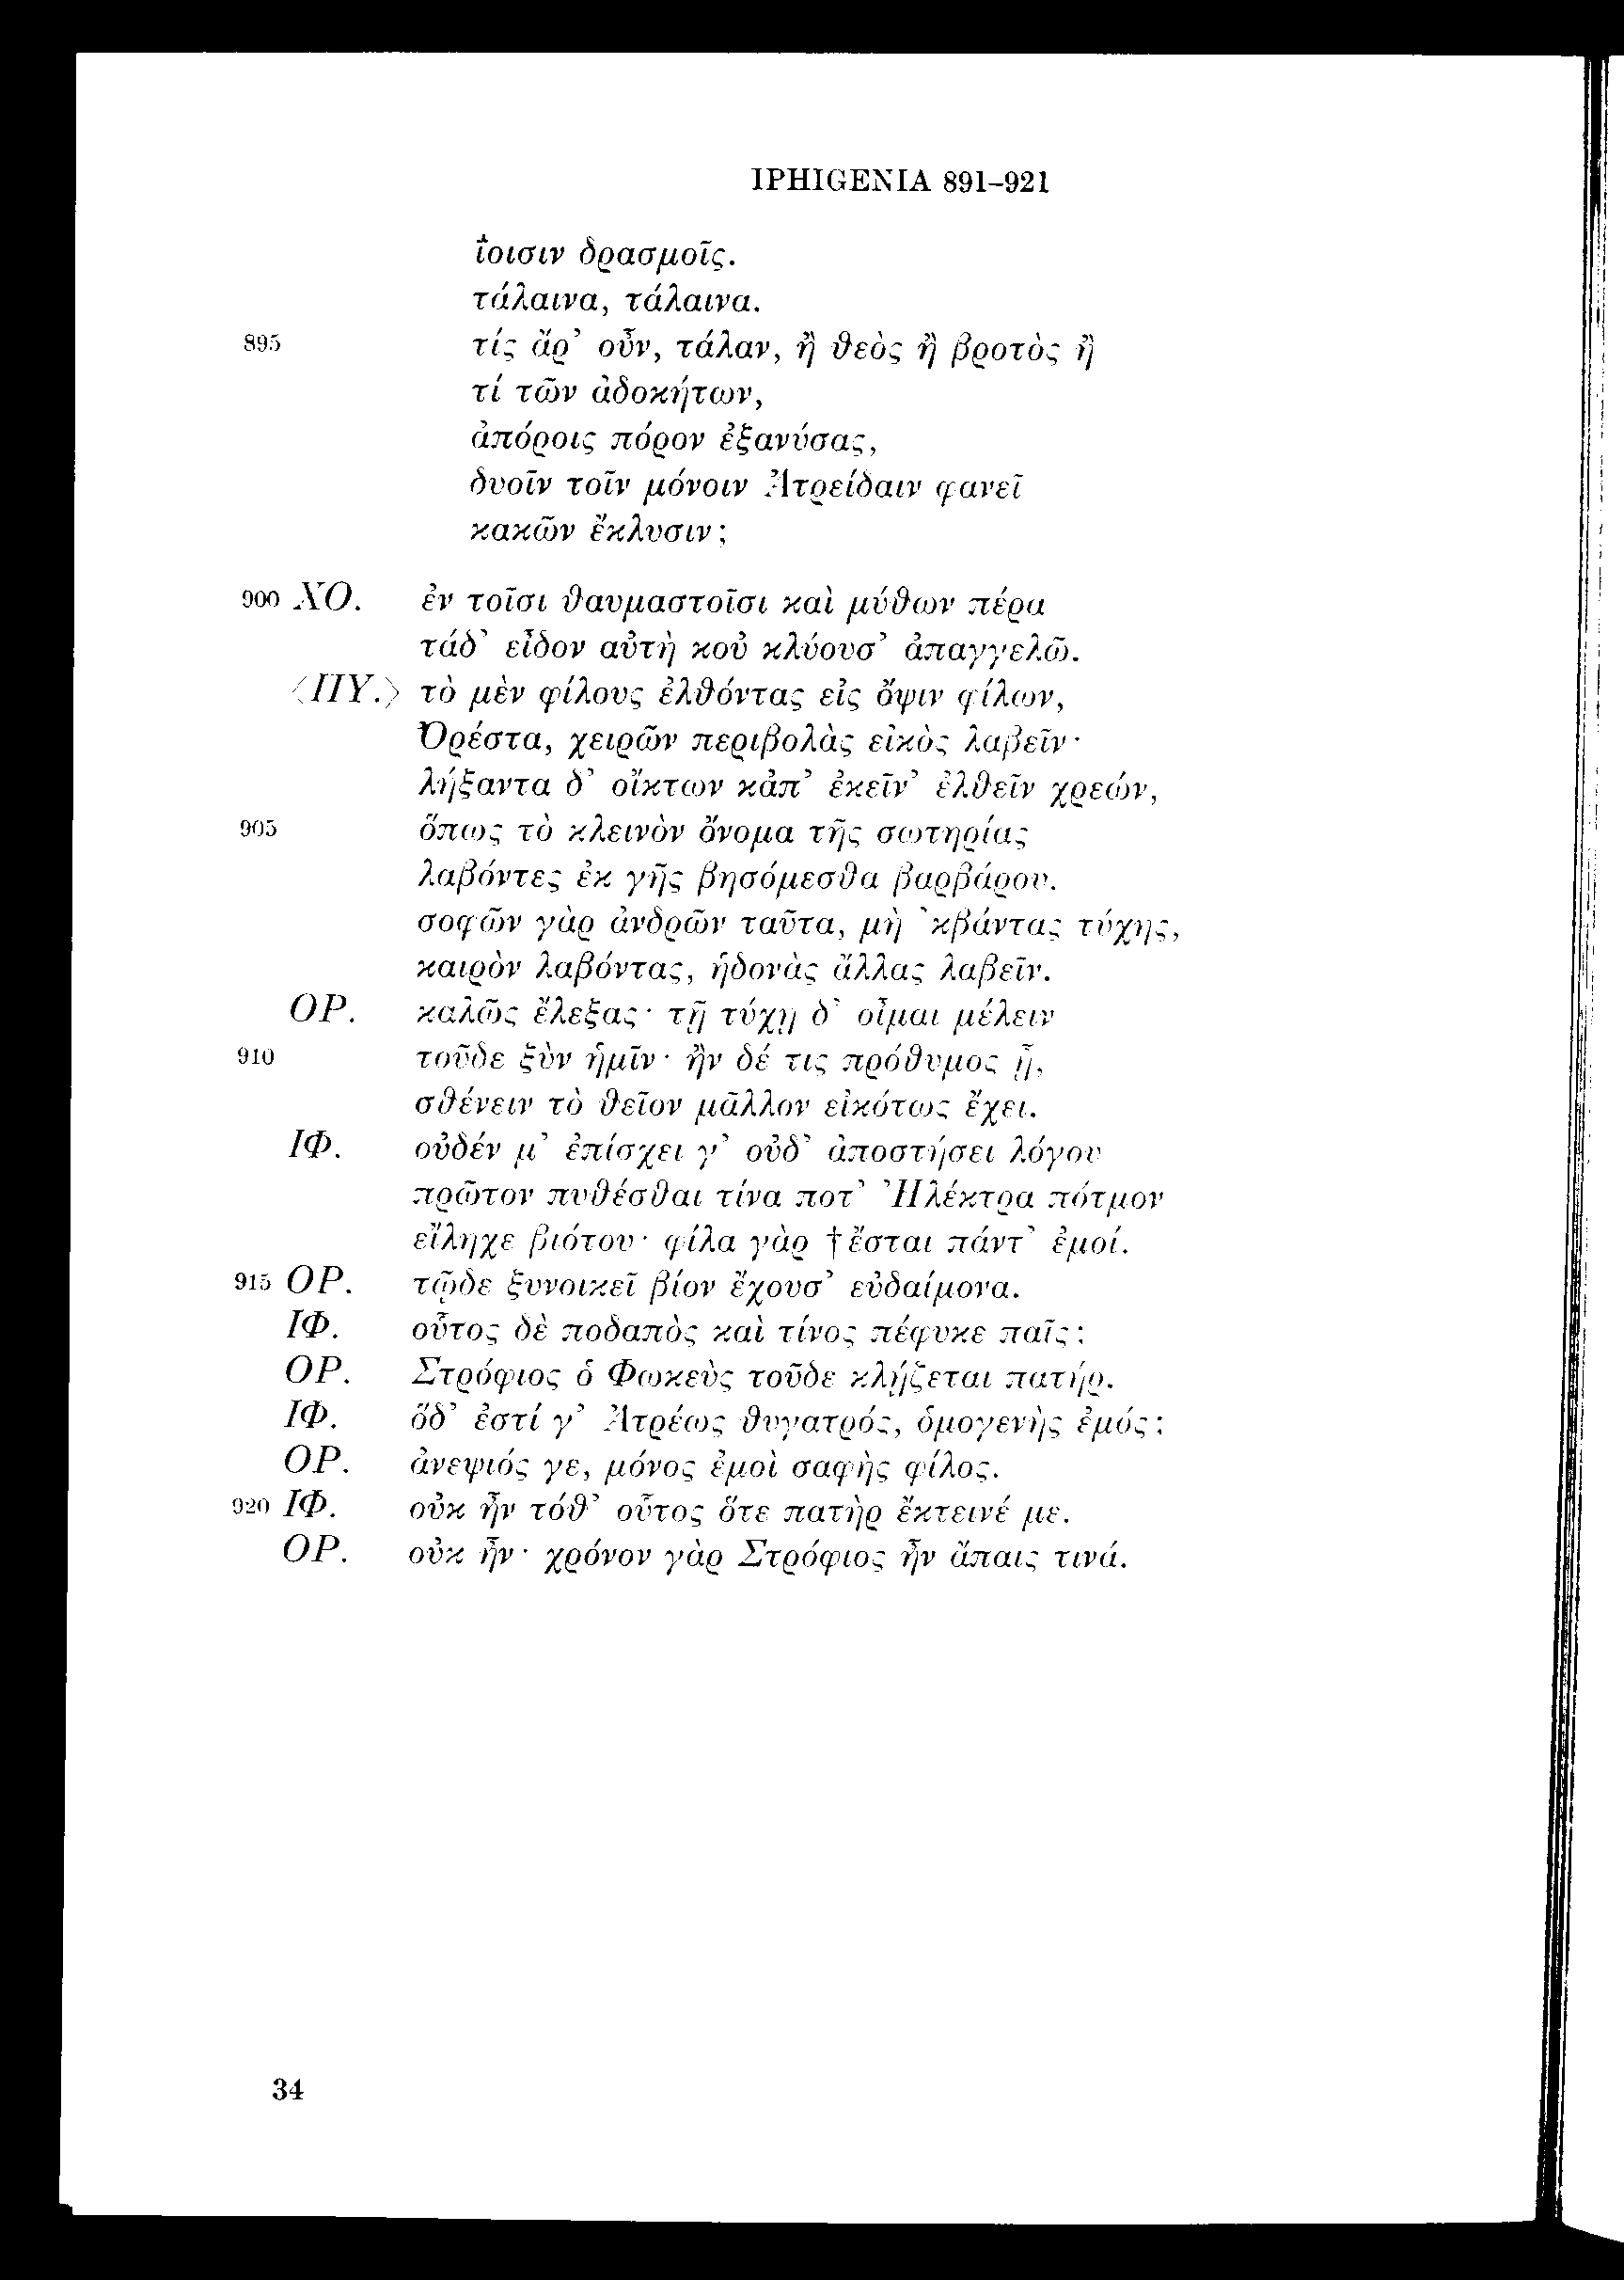 IPHIGENIA 891–921
ΐοισιν δρασμοῖς.
τάλαινα, τάλαινα.
895 τίς ἄρ’ οὖν, τάλαν, ἢ θεὸς ἢ βροτὸς ἢ
τί τῶν ἀδοκήτων,
ἀπόροις πόρον ἐξανύσας,
δυοῖν τοῖν μόνοιν Ἀτρείδαιν φανεῖ
κακῶν ἔκλυσιν;
900 ΧΟ. ἐν τοῖσι θαυμαστοῖσι καὶ μύθων πέρα
τάδ’ εἶδον αὐτὴ κοὐ κλύουσ’ ἀπαγγελῶ.
〈ΠΥ.〉 τὸ μὲν φίλους ἐλθόντας εἰς ὄψιν φίλων,
Ὀρέστα, χειρῶν περιβολὰς εἰκὸς λαβεῖν·
λήξαντα δ’ οἴκτων κἀπ’ ἐκεῖν’ ἐλθεῖν χρεών,
905 ὅπως τὸ κλεινὸν ὄνομα τῆς σωτηρίας
λαβόντες ἐκ γῆς βησόμεσθα βαρβάρου.
σοφῶν γὰρ ἀνδρῶν ταῦτα, μὴ ᾿κβάντας τύχης,
καιρὸν λαβόντας, ἡδονὰς ἄλλας λαβεῖν.
ΟΡ. καλῶς ἔλεξας· τῇ τύχῃ δ’ οἶμαι μέλειν
910 τοῦδε ξὺν ἡμῖν· ἢν δέ τις πρόθυμος ᾖ,
σθένειν τὸ θεῖον μᾶλλον εἰκότως ἔχει.
ΙΦ. οὐδέν μ’ ἐπίσχει γ’ οὐδ’ ἀποστήσει λόγου
πρῶτον πυθέσθαι τίνα ποτ’ Ἠλέκτρα πότμον
εἴληχε βιότου· φίλα γὰρ †ἔσται πάντ’ ἐμοί.
915 ΟΡ. τῷδε ξυνοικεῖ βίον ἔχουσ’ εὐδαίμονα.
ΙΦ. οὗτος δὲ ποδαπὸς καὶ τίνος πέφυκε παῖς;
ΟΡ. Στρόφιος ὁ Φωκεὺς τοῦδε κλῄζεται πατήρ.
ΙΦ. ὅδ’ ἐστί γ’ Ἀτρέως θυγατρός, ὁμογενὴς ἐμός;
ΟΡ. ἀνεψιός γε, μόνος ἐμοὶ σαφὴς φίλος.
920 ΙΦ. οὐκ ἦν τόθ’ οὗτος ὅτε πατὴρ ἔκτεινέ με.
ΟΡ. οὐκ ἦν· χρόνον γὰρ Στρόφιος ἦν ἄπαις τινά.
34